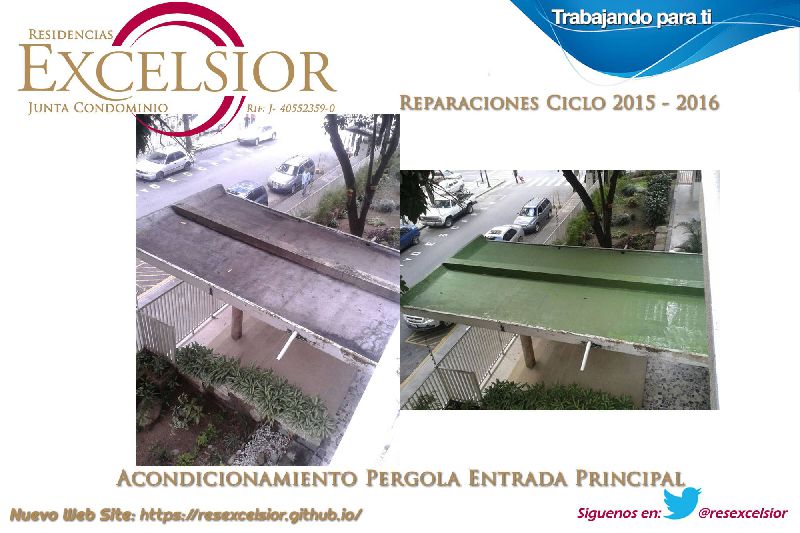 RESIDENCIAS
EXCELSIOR
JUNTA CONDOMINIO RIF: J- 40552359-0
Trabajando para ti
REPARACIONES CICLO 2015 - 2016
ACONDICIONAMIENTO PERGOLA ENTRADA PRINCIPAL
Nuevo Web Site: https://resexcelsior.github.io/
Siguenos en: @resexcelsior